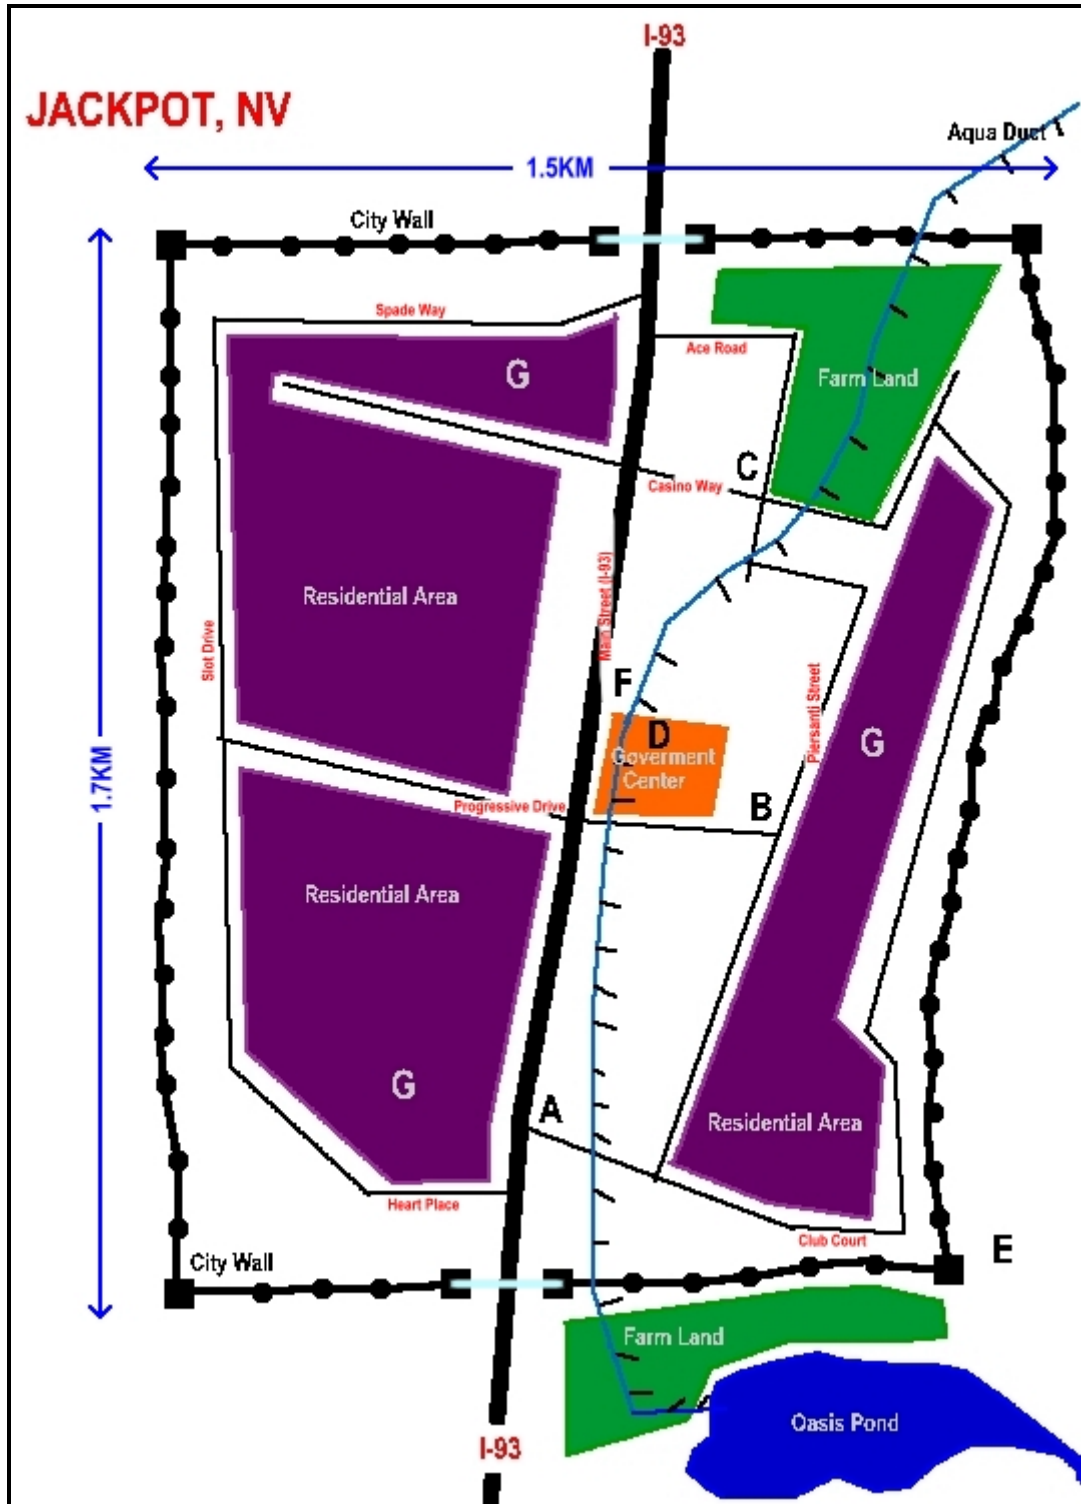 I-93
JACKPOT, NV
Aqua Duct
1.5KM
City Wall
Spade Way
Ace Road
G
Farm Land
C
Casino Way
Residential Area
Main Street (I-93)
Slot Drive
F
Piersanti Street
D
G
Goverment
Center
1.7KM
Progressive Drive
B
Residential Area
G
A
Residential Area
Heart Place
Club Court
E
City Wall
Farm Land
Oasis Pond
I-93